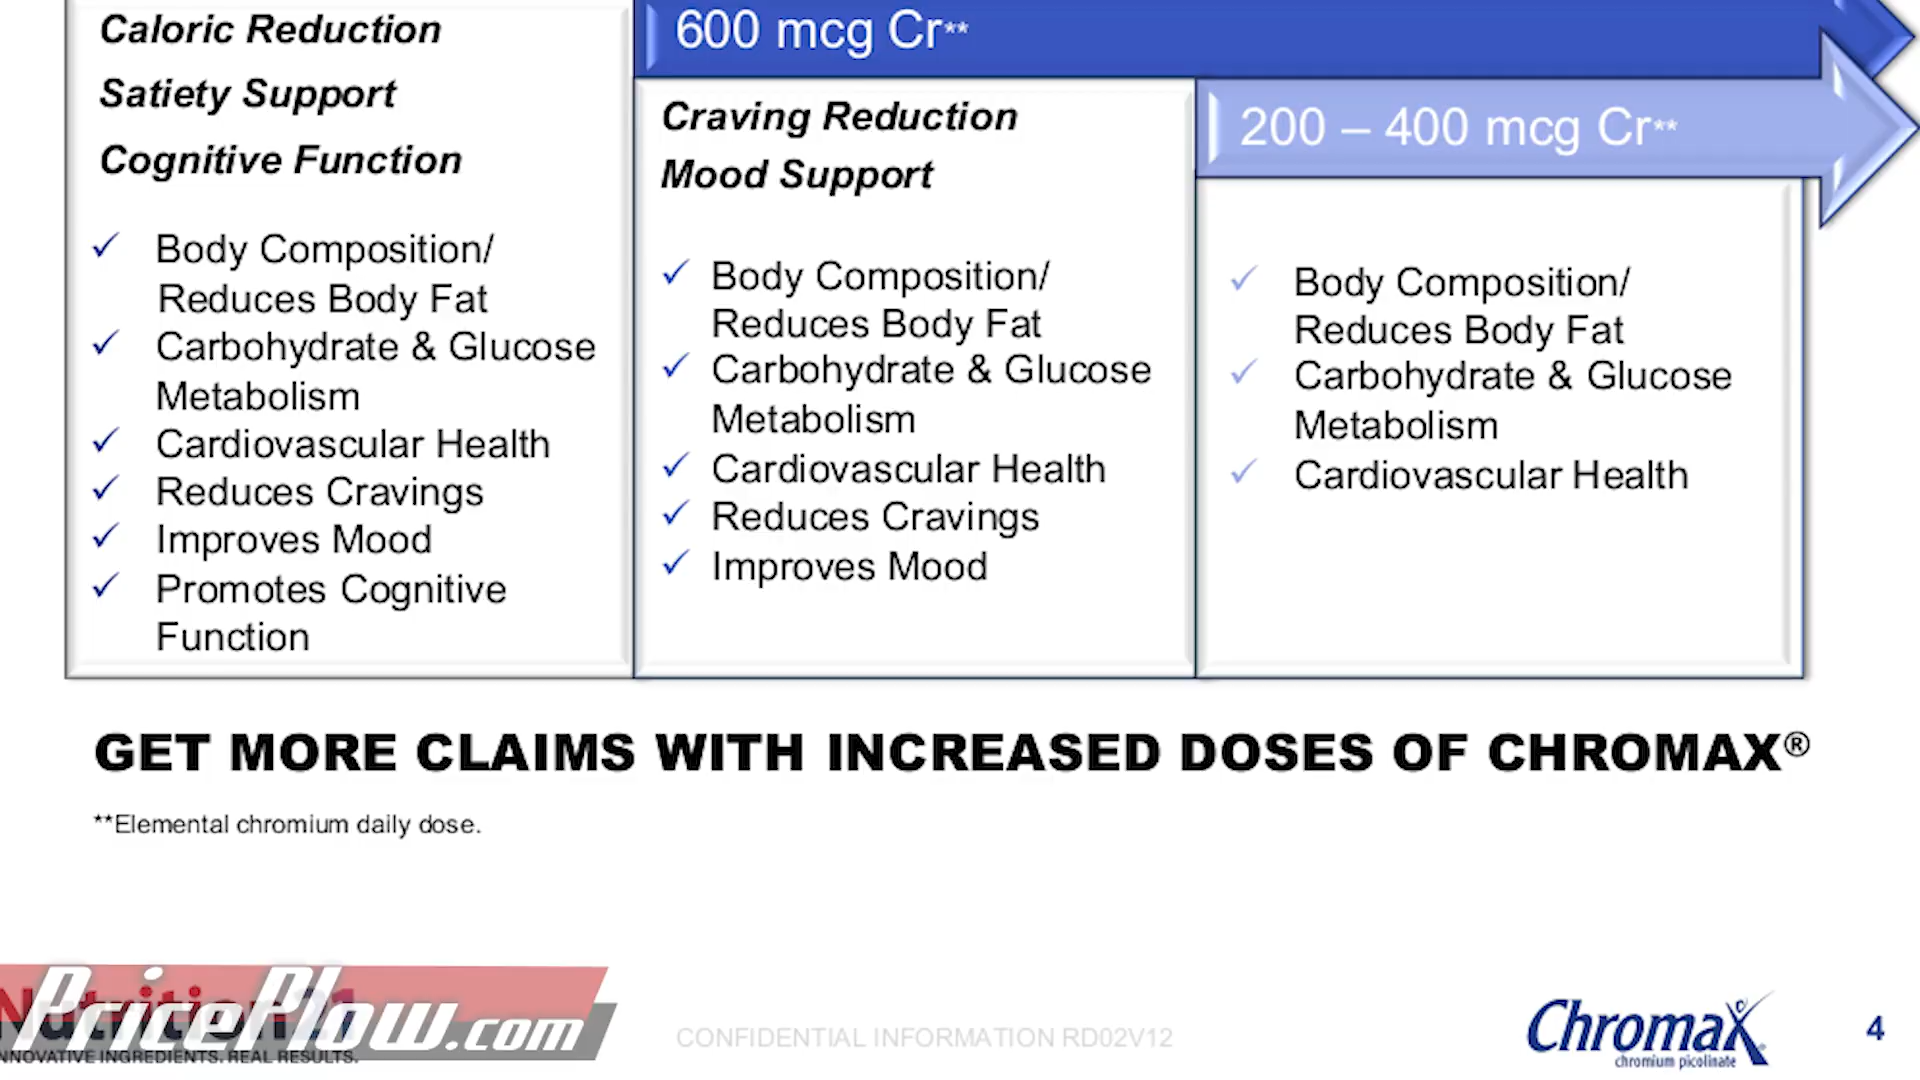 Caloric Reduction
Satiety Support
Cognitive Function
✓ Body Composition/
Reduces Body Fat
✓ Carbohydrate & Glucose
Metabolism
✓ Cardiovascular Health
✓ Reduces Cravings
✓ Improves Mood
✓ Promotes Cognitive
Function
600 mcg Cr**
Craving Reduction
Mood Support
✓ Body Composition/
Reduces Body Fat
✓ Carbohydrate & Glucose
Metabolism
✓ Cardiovascular Health
✓ Reduces Cravings
✓ Improves Mood
200 – 400 mcg Cr**
✓ Body Composition/
Reduces Body Fat
✓ Carbohydrate & Glucose
Metabolism
✓ Cardiovascular Health
GET MORE CLAIMS WITH INCREASED DOSES OF CHROMAX®
**Elemental chromium daily dose.
Nutrition 21
PricePlow.com
INNOVATIVE INGREDIENTS. REAL RESULTS.
CONFIDENTIAL INFORMATION RD02V12
ChromaX®
chromium picolinate
4